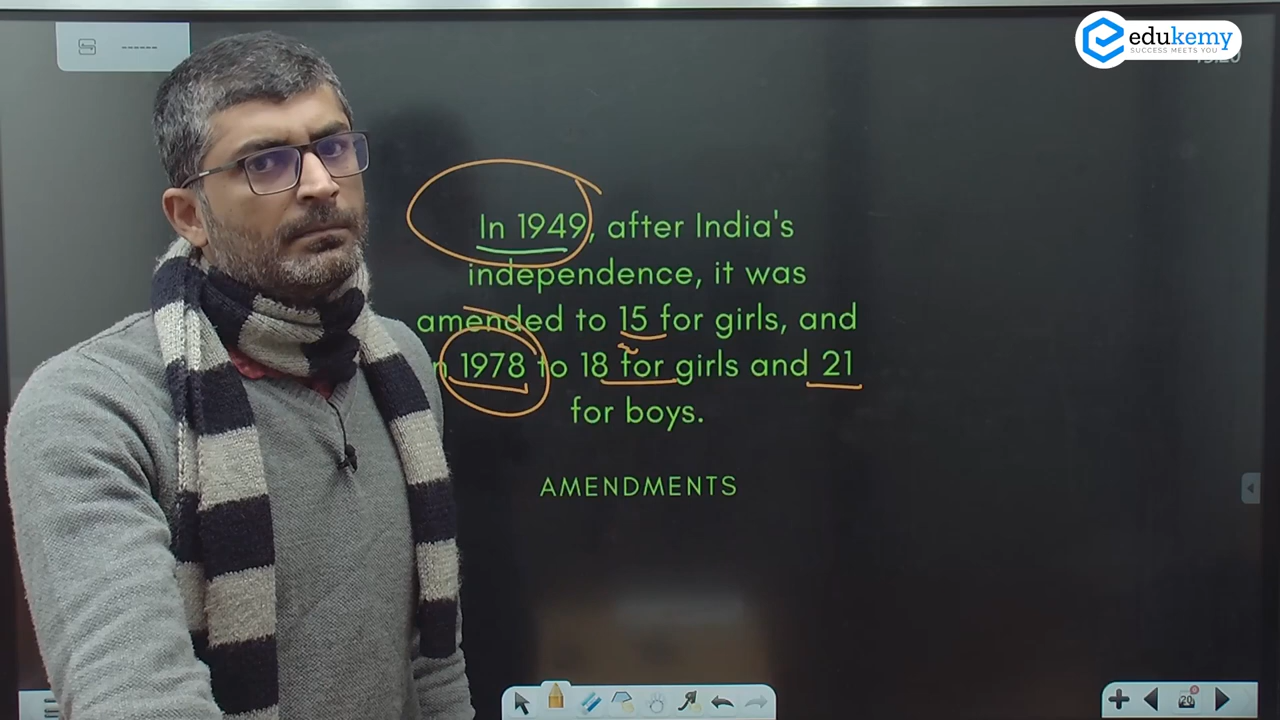 edukemy
SUCCESS MEETS YOU
In 1949, after India's
independence, it was
amended to 15 for girls, and
1978 to 18 for girls and 21
for boys.
AMENDMENTS
20